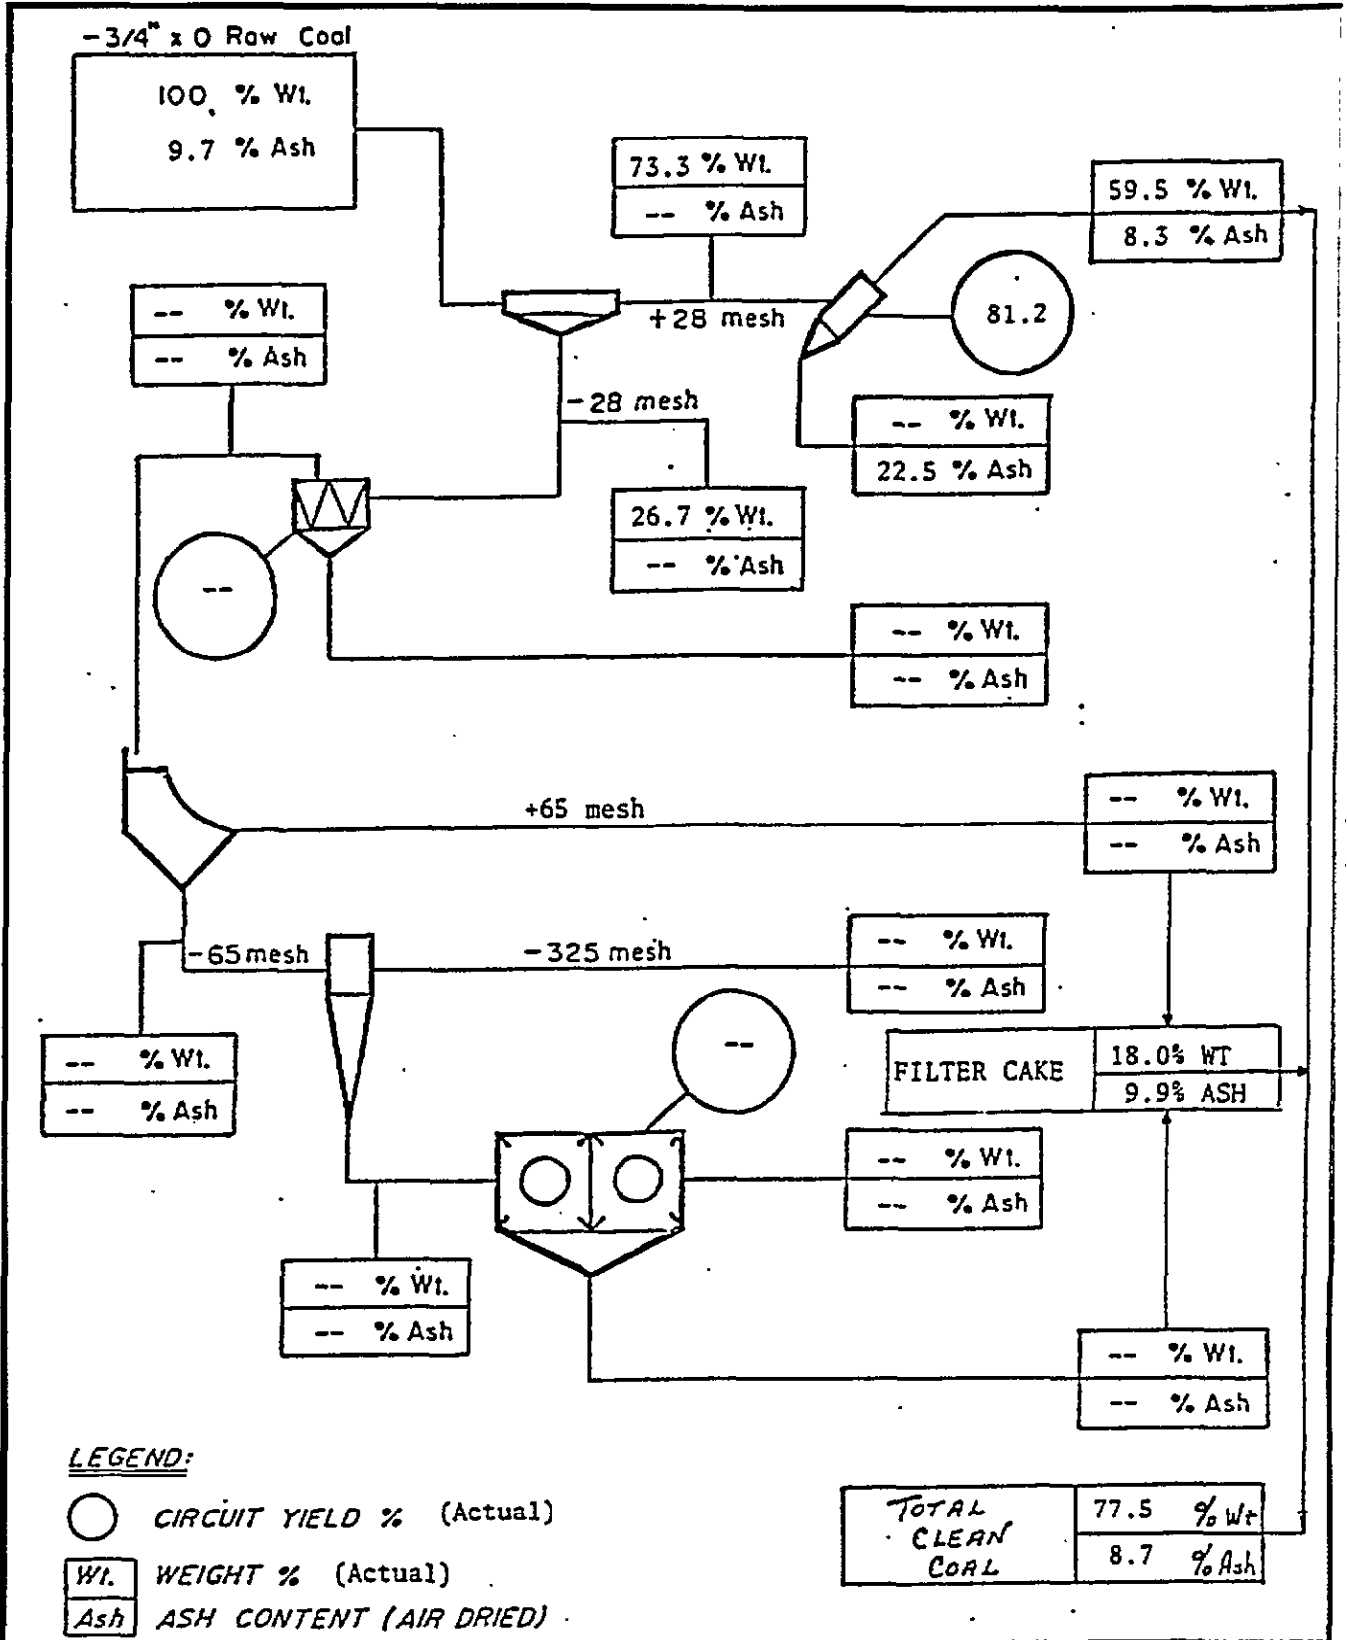 -3/4" x 0 Raw Coal
100. % Wt.
9.7 % Ash
73.3 % Wt.
-- % Ash
59.5 % Wt.
8.3 % Ash
-- % Wt.
-- % Ash
+28 mesh
81.2
-28 mesh
-- % Wt.
22.5 % Ash
26.7 % Wt.
-- % Ash
--
-- % Wt.
-- % Ash
+65 mesh
-- % Wt.
-- % Ash
-65 mesh
-325 mesh
-- % Wt.
-- % Ash
-- % Wt.
-- % Ash
--
FILTER CAKE
18.0% WT
9.9% ASH
-- % Wt.
-- % Ash
-- % Wt.
-- % Ash
-- % Wt.
-- % Ash
LEGEND:
CIRCUIT YIELD % (Actual)
Wt. WEIGHT % (Actual)
Ash ASH CONTENT (AIR DRIED)
TOTAL
CLEAN
COAL
77.5 % Wt
8.7 % Ash